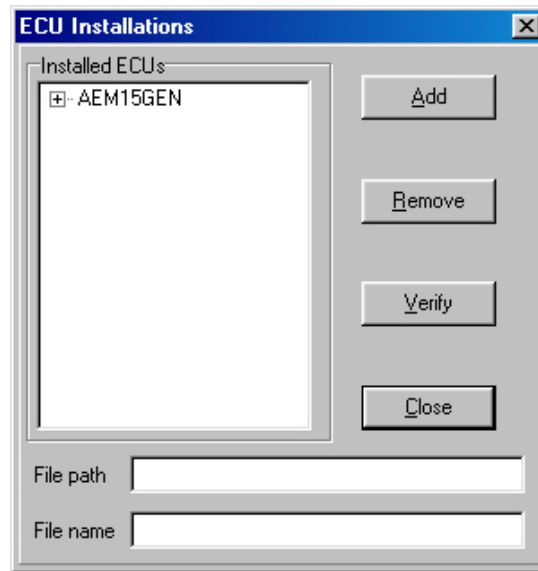 ECU Installations
Installed ECUs
AEM15GEN
Add
Remove
Verify
Close
File path
File name